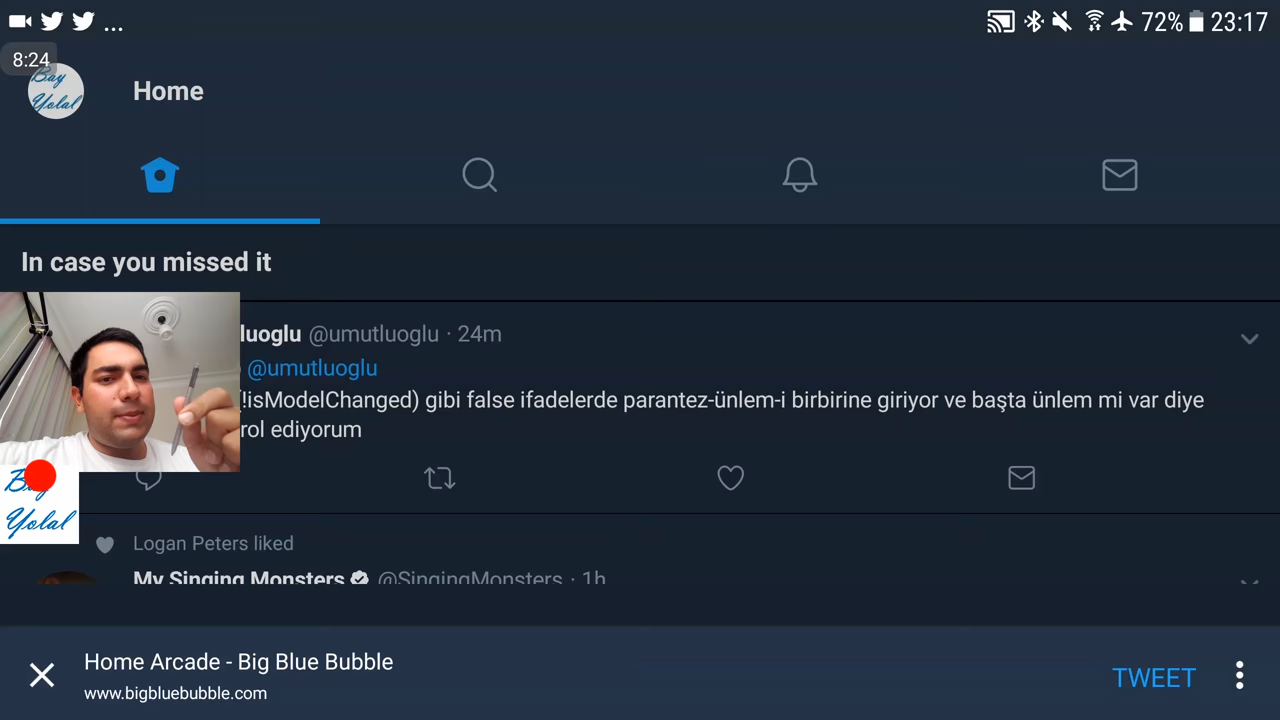 ...
72% 23:17
8:24
Bay
Yolal
Home
In case you missed it
luoglu @umutluoglu · 24m
@umutluoglu
(!isModelChanged) gibi false ifadelerde parantez-ünlem-i birbirine giriyor ve başta ünlem mi var diye
rol ediyorum
Bay
Yolal
Logan Peters liked
My Singing Monsters @SingingMonsters · 1h
Home Arcade - Big Blue Bubble
www.bigbluebubble.com
TWEET